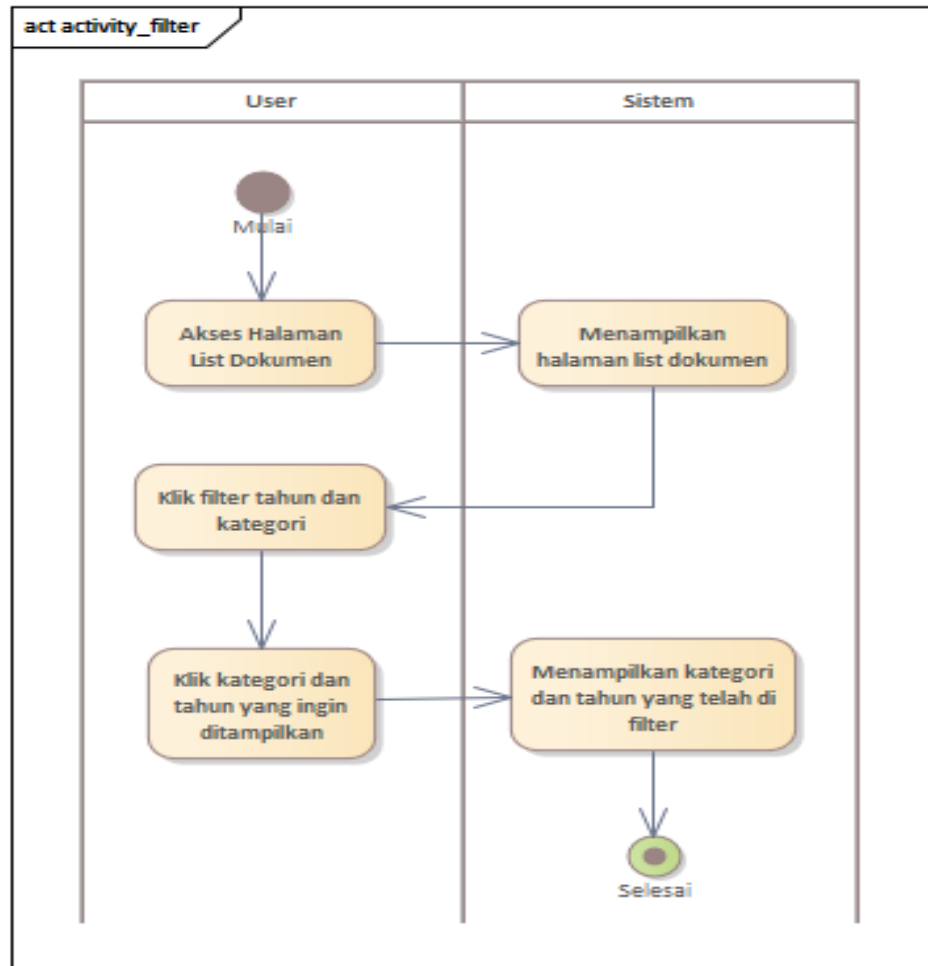 act activity_filter
User
Sistem
Mulai
Akses Halaman
List Dokumen
Menampilkan
halaman list dokumen
Klik filter tahun dan
kategori
Klik kategori dan
tahun yang ingin
ditampilkan
Menampilkan kategori
dan tahun yang telah di
filter
Selesai